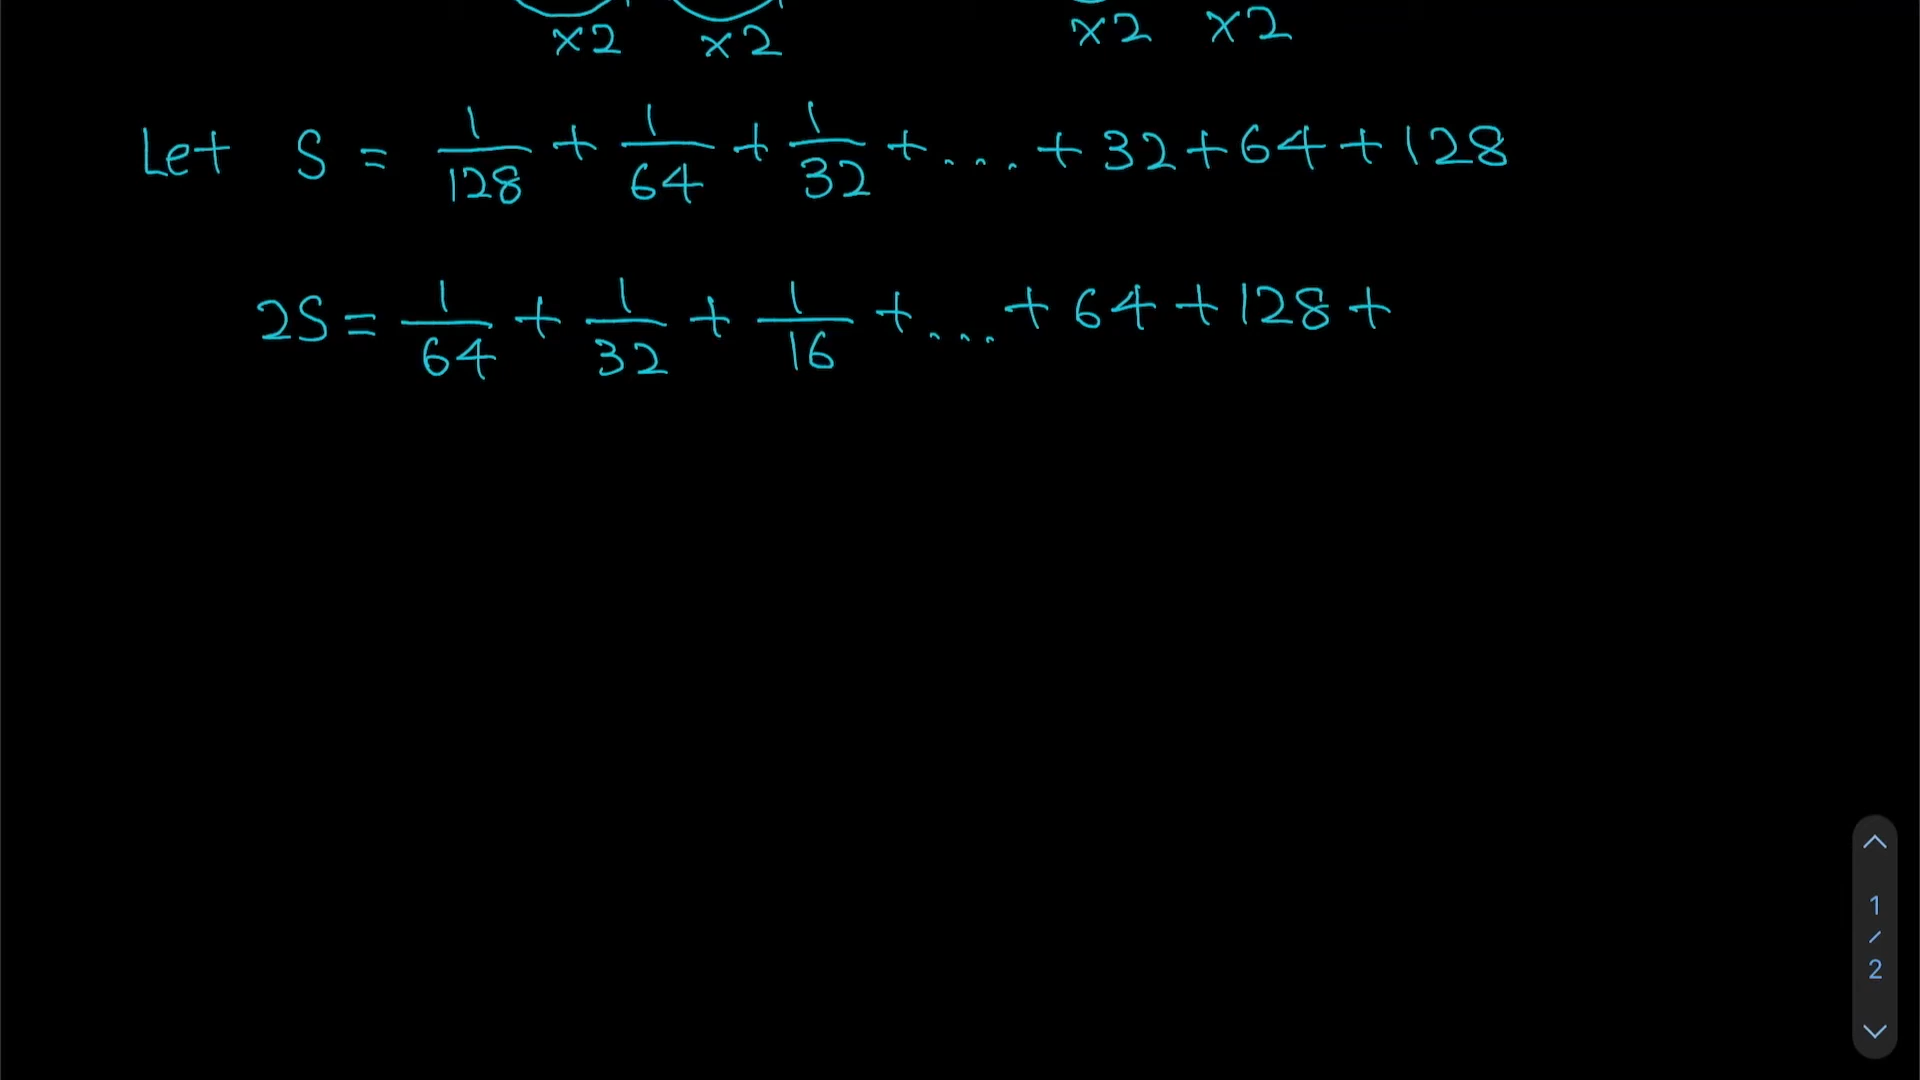 ×2 ×2 ×2 ×2
Let S = 1/128 + 1/64 + 1/32 + ... + 32 + 64 + 128
2S = 1/64 + 1/32 + 1/16 + ... + 64 + 128 +
1
/
2